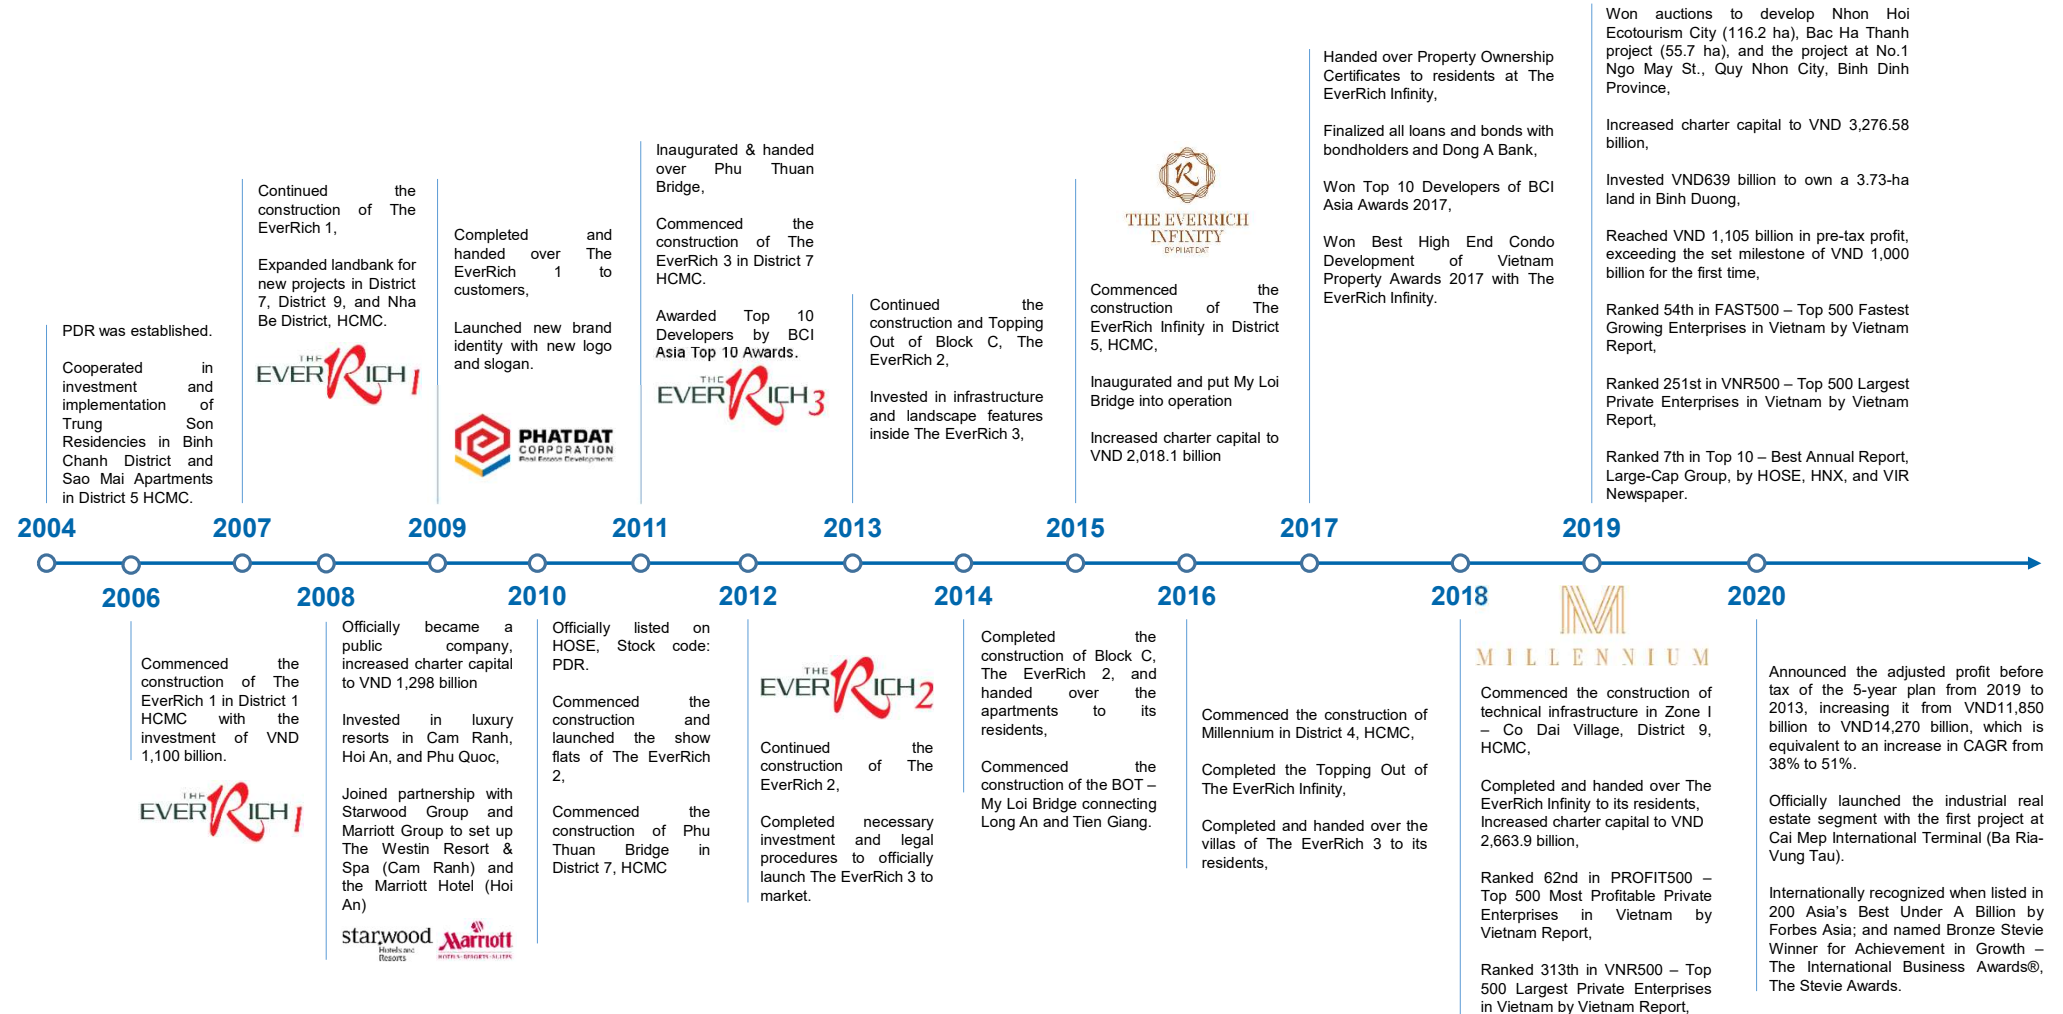 PDR was established.
Cooperated in
investment and
implementation of
Trung Son
Residencies in Binh
Chanh District and
Sao Mai Apartments
in District 5 HCMC.
2004
2006
Commenced the
construction of The
EverRich 1 in District 1
HCMC with the
investment of VND
1,100 billion.
THE
EVERRICH 1
Continued the
construction of The
EverRich 1,
Expanded landbank for
new projects in District
7, District 9, and Nha
Be District, HCMC.
THE
EVERRICH 1
2007
2008
Officially became a
public company,
increased charter capital
to VND 1,298 billion
Invested in luxury
resorts in Cam Ranh,
Hoi An, and Phu Quoc,
Joined partnership with
Starwood Group and
Marriott Group to set up
The Westin Resort &
Spa (Cam Ranh) and
the Marriott Hotel (Hoi
An)
starwood
Hotels and
Resorts
Marriott
HOTELS · RESORTS · SUITES
Completed and
handed over The
EverRich 1 to
customers,
Launched new brand
identity with new logo
and slogan.
PHATDAT
CORPORATION
Real Estate Development
2009
2010
Officially listed on
HOSE, Stock code:
PDR.
Commenced the
construction and
launched the show
flats of The EverRich
2,
Commenced the
construction of Phu
Thuan Bridge in
District 7, HCMC
Inaugurated & handed
over Phu Thuan
Bridge,
Commenced the
construction of The
EverRich 3 in District 7
HCMC.
Awarded Top 10
Developers by BCI
Asia Top 10 Awards.
THE
EVERRICH 3
2011
2012
THE
EVERRICH 2
Continued the
construction of The
EverRich 2,
Completed necessary
investment and legal
procedures to officially
launch The EverRich 3 to
market.
Continued the
construction and Topping
Out of Block C, The
EverRich 2,
Invested in infrastructure
and landscape features
inside The EverRich 3,
2013
2014
Completed the
construction of Block C,
The EverRich 2, and
handed over the
apartments to its
residents,
Commenced the
construction of the BOT –
My Loi Bridge connecting
Long An and Tien Giang.
R
THE EVERRICH
INFINITY
BY PHAT DAT
Commenced the
construction of The
EverRich Infinity in District
5, HCMC,
Inaugurated and put My Loi
Bridge into operation
Increased charter capital to
VND 2,018.1 billion
2015
2016
Commenced the construction of
Millennium in District 4, HCMC,
Completed the Topping Out of
The EverRich Infinity,
Completed and handed over the
villas of The EverRich 3 to its
residents,
Handed over Property Ownership
Certificates to residents at The
EverRich Infinity,
Finalized all loans and bonds with
bondholders and Dong A Bank,
Won Top 10 Developers of BCI
Asia Awards 2017,
Won Best High End Condo
Development of Vietnam
Property Awards 2017 with The
EverRich Infinity.
2017
2018
M
MILLENNIUM
Commenced the construction of
technical infrastructure in Zone I
– Co Dai Village, District 9,
HCMC,
Completed and handed over The
EverRich Infinity to its residents,
Increased charter capital to VND
2,663.9 billion,
Ranked 62nd in PROFIT500 –
Top 500 Most Profitable Private
Enterprises in Vietnam by
Vietnam Report,
Ranked 313th in VNR500 – Top
500 Largest Private Enterprises
in Vietnam by Vietnam Report,
Won auctions to develop Nhon Hoi
Ecotourism City (116.2 ha), Bac Ha Thanh
project (55.7 ha), and the project at No.1
Ngo May St., Quy Nhon City, Binh Dinh
Province,
Increased charter capital to VND 3,276.58
billion,
Invested VND639 billion to own a 3.73-ha
land in Binh Duong,
Reached VND 1,105 billion in pre-tax profit,
exceeding the set milestone of VND 1,000
billion for the first time,
Ranked 54th in FAST500 – Top 500 Fastest
Growing Enterprises in Vietnam by Vietnam
Report,
Ranked 251st in VNR500 – Top 500 Largest
Private Enterprises in Vietnam by Vietnam
Report,
Ranked 7th in Top 10 – Best Annual Report,
Large-Cap Group, by HOSE, HNX, and VIR
Newspaper.
2019
2020
Announced the adjusted profit before
tax of the 5-year plan from 2019 to
2013, increasing it from VND11,850
billion to VND14,270 billion, which is
equivalent to an increase in CAGR from
38% to 51%.
Officially launched the industrial real
estate segment with the first project at
Cai Mep International Terminal (Ba Ria-
Vung Tau).
Internationally recognized when listed in
200 Asia’s Best Under A Billion by
Forbes Asia; and named Bronze Stevie
Winner for Achievement in Growth –
The International Business Awards®,
The Stevie Awards.